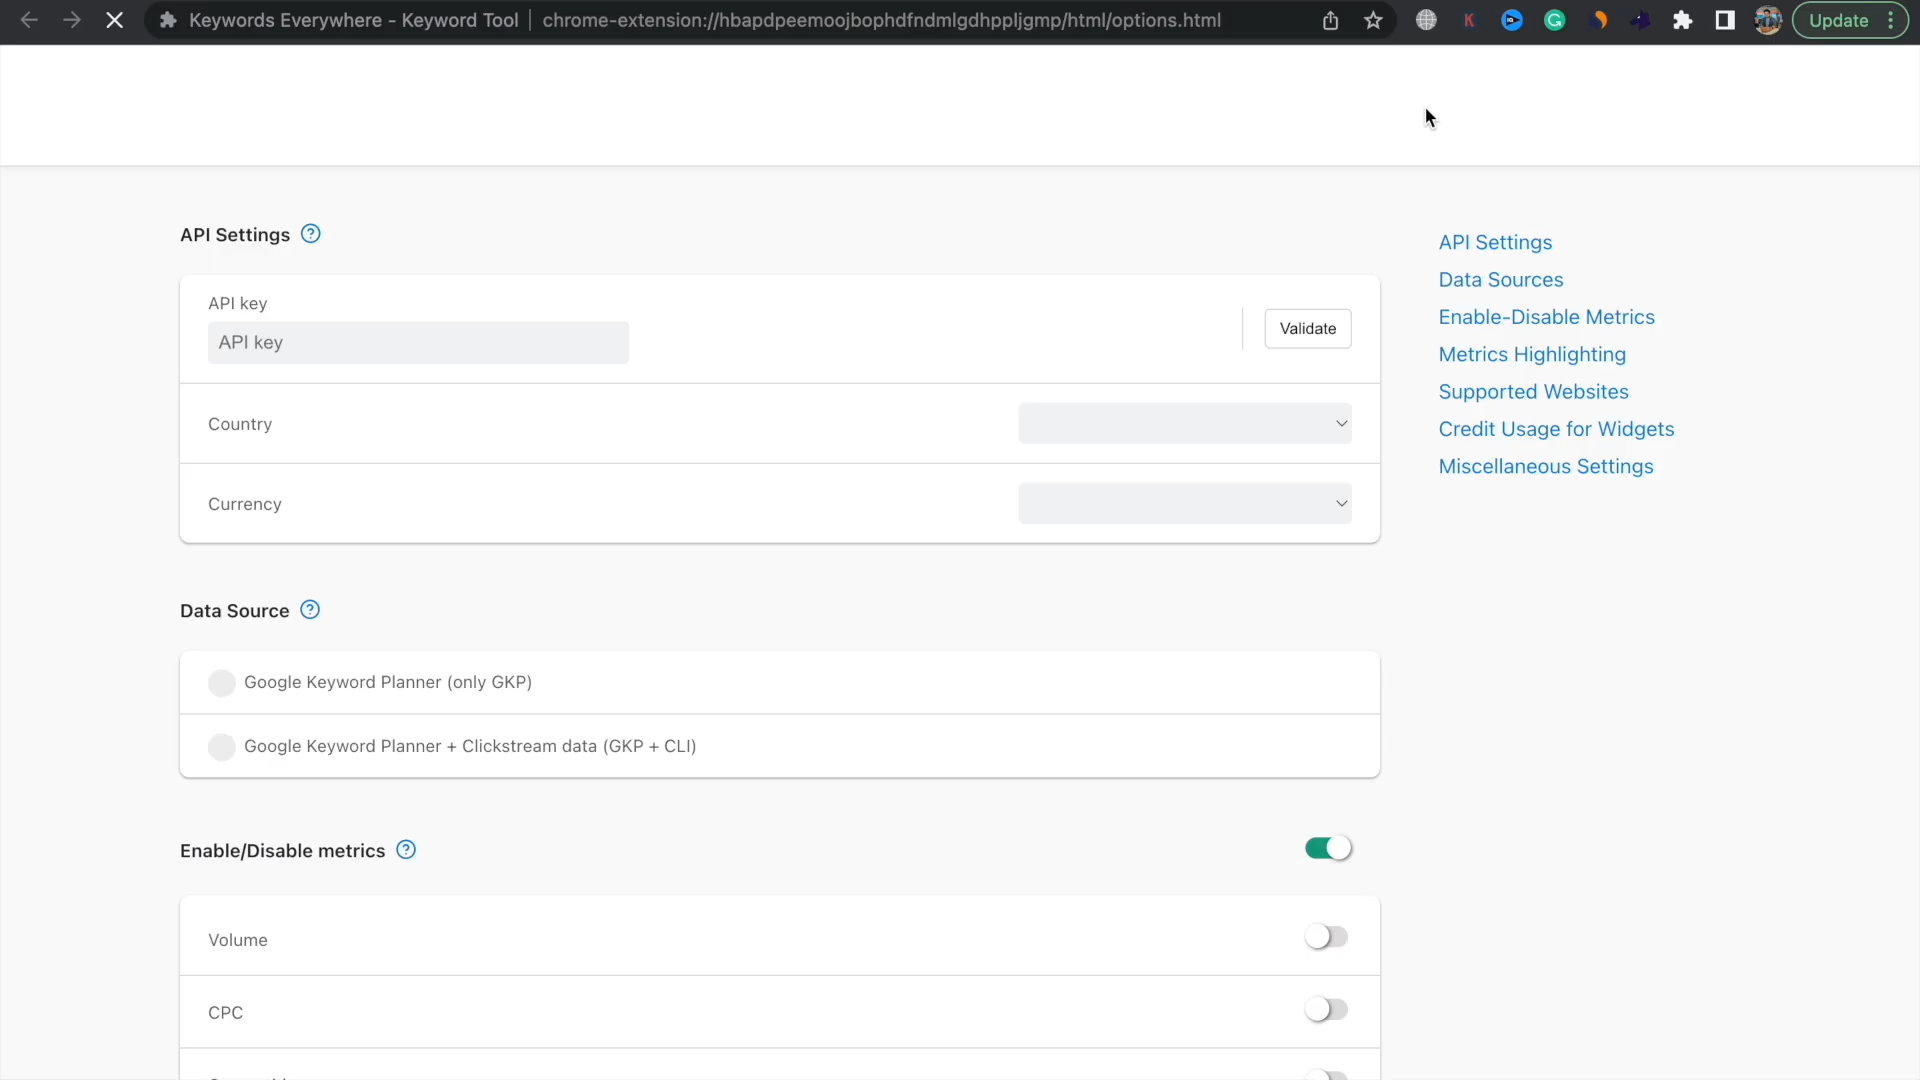 Keywords Everywhere - Keyword Tool | chrome-extension://hbapdpeemoojbophdfndmlgdhppljgmp/html/options.html
Update
API Settings
API key
API key
Validate
Country
Currency
API Settings
Data Sources
Enable-Disable Metrics
Metrics Highlighting
Supported Websites
Credit Usage for Widgets
Miscellaneous Settings
Data Source
Google Keyword Planner (only GKP)
Google Keyword Planner + Clickstream data (GKP + CLI)
Enable/Disable metrics
Volume
CPC